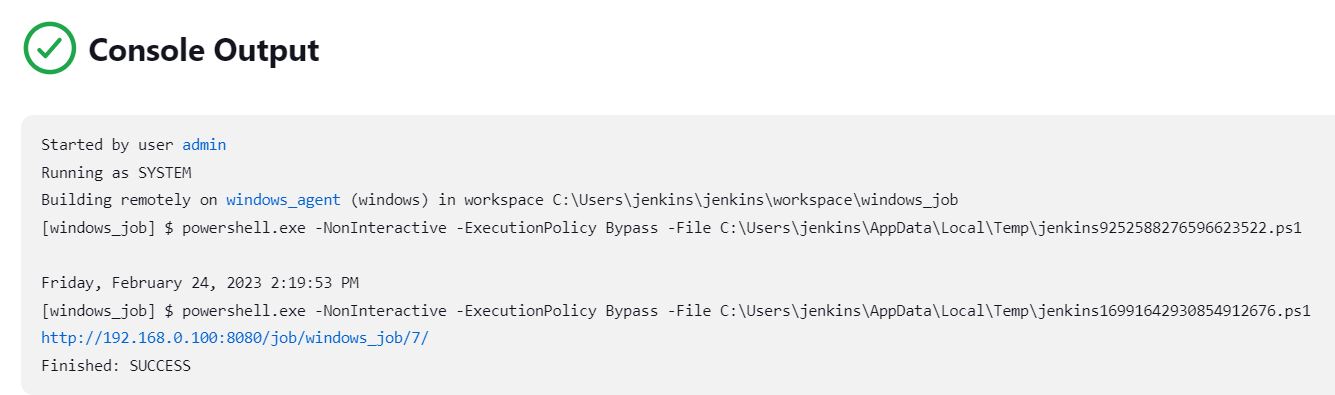 Console Output
Started by user admin
Running as SYSTEM
Building remotely on windows_agent (windows) in workspace C:\Users\jenkins\jenkins\workspace\windows_job
[windows_job] $ powershell.exe -NonInteractive -ExecutionPolicy Bypass -File C:\Users\jenkins\AppData\Local\Temp\jenkins9252588276596623522.ps1
Friday, February 24, 2023 2:19:53 PM
[windows_job] $ powershell.exe -NonInteractive -ExecutionPolicy Bypass -File C:\Users\jenkins\AppData\Local\Temp\jenkins16991642930854912676.ps1
http://192.168.0.100:8080/job/windows_job/7/
Finished: SUCCESS